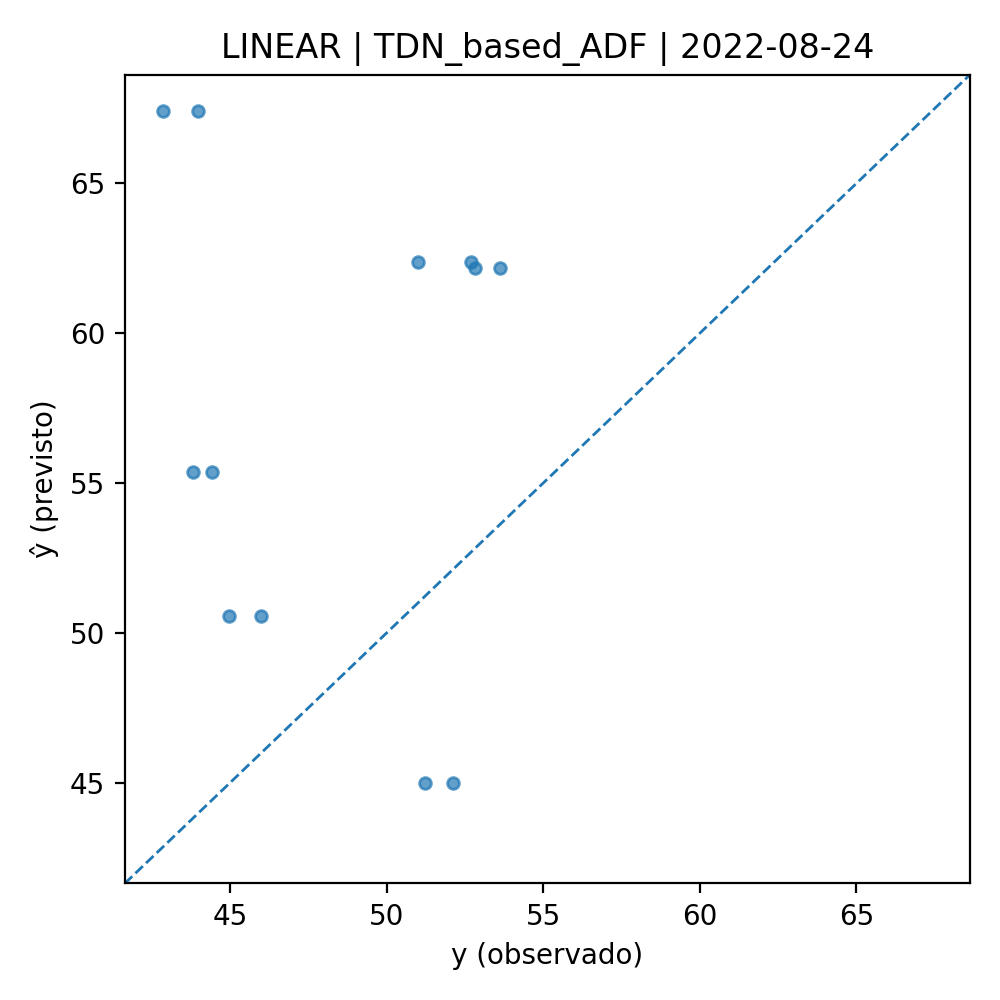 LINEAR | TDN_based_ADF | 2022-08-24
65
60
55
50
45
ŷ (previsto)
45 50 55 60 65
y (observado)